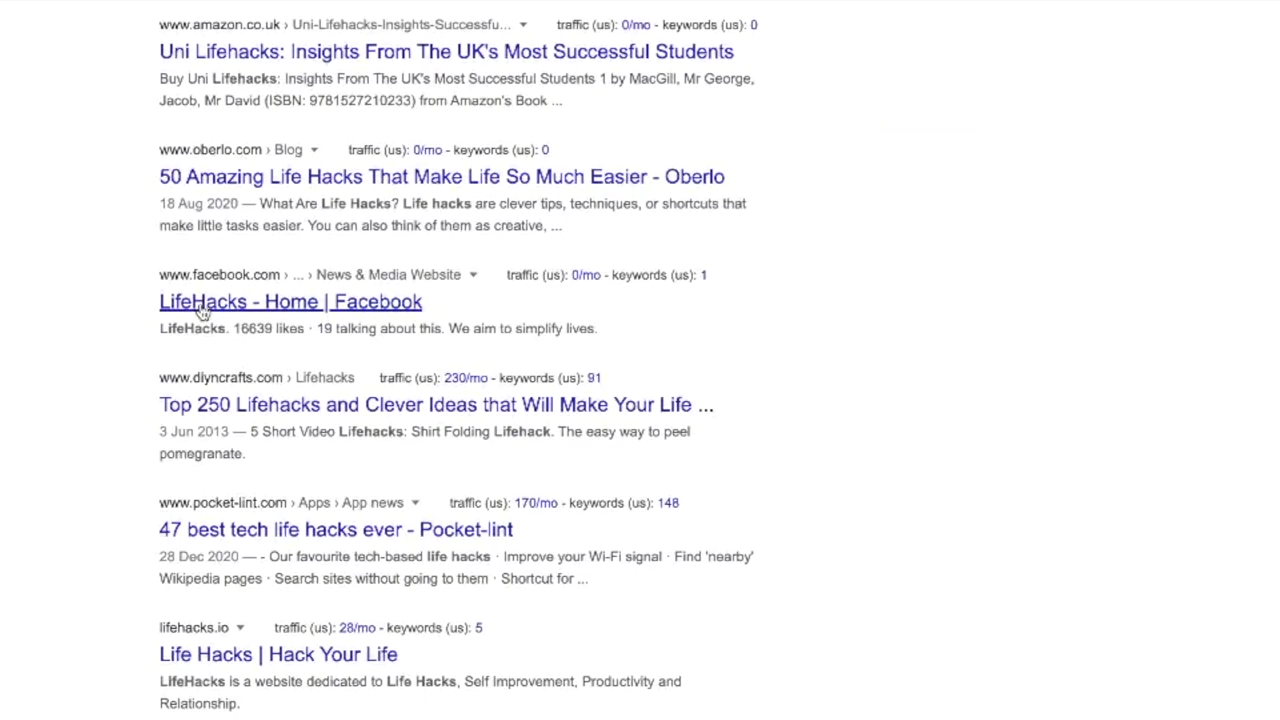 www.amazon.co.uk › Uni-Lifehacks-Insights-Successfu... traffic (us): 0/mo - keywords (us): 0
Uni Lifehacks: Insights From The UK's Most Successful Students
Buy Uni Lifehacks: Insights From The UK's Most Successful Students 1 by MacGill, Mr George,
Jacob, Mr David (ISBN: 9781527210233) from Amazon's Book ...
www.oberlo.com › Blog traffic (us): 0/mo - keywords (us): 0
50 Amazing Life Hacks That Make Life So Much Easier - Oberlo
18 Aug 2020 — What Are Life Hacks? Life hacks are clever tips, techniques, or shortcuts that
make little tasks easier. You can also think of them as creative, ...
www.facebook.com › ... › News & Media Website traffic (us): 0/mo - keywords (us): 1
LifeHacks - Home | Facebook
LifeHacks. 16639 likes · 19 talking about this. We aim to simplify lives.
www.diyncrafts.com › Lifehacks traffic (us): 230/mo - keywords (us): 91
Top 250 Lifehacks and Clever Ideas that Will Make Your Life ...
3 Jun 2013 — 5 Short Video Lifehacks: Shirt Folding Lifehack. The easy way to peel
pomegranate.
www.pocket-lint.com › Apps › App news traffic (us): 170/mo - keywords (us): 148
47 best tech life hacks ever - Pocket-lint
28 Dec 2020 — - Our favourite tech-based life hacks · Improve your Wi-Fi signal · Find 'nearby'
Wikipedia pages · Search sites without going to them · Shortcut for ...
lifehacks.io traffic (us): 28/mo - keywords (us): 5
Life Hacks | Hack Your Life
LifeHacks is a website dedicated to Life Hacks, Self Improvement, Productivity and
Relationship.